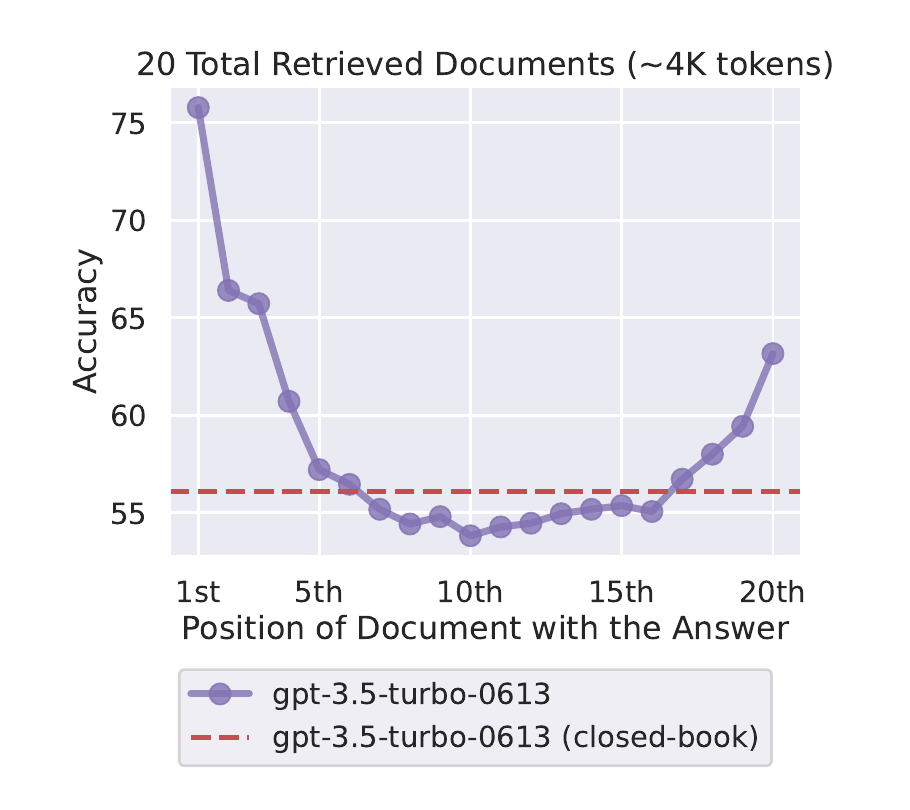 20 Total Retrieved Documents (~4K tokens)
75
70
65
60
55
Accuracy
1st 5th 10th 15th 20th
Position of Document with the Answer
gpt-3.5-turbo-0613
gpt-3.5-turbo-0613 (closed-book)